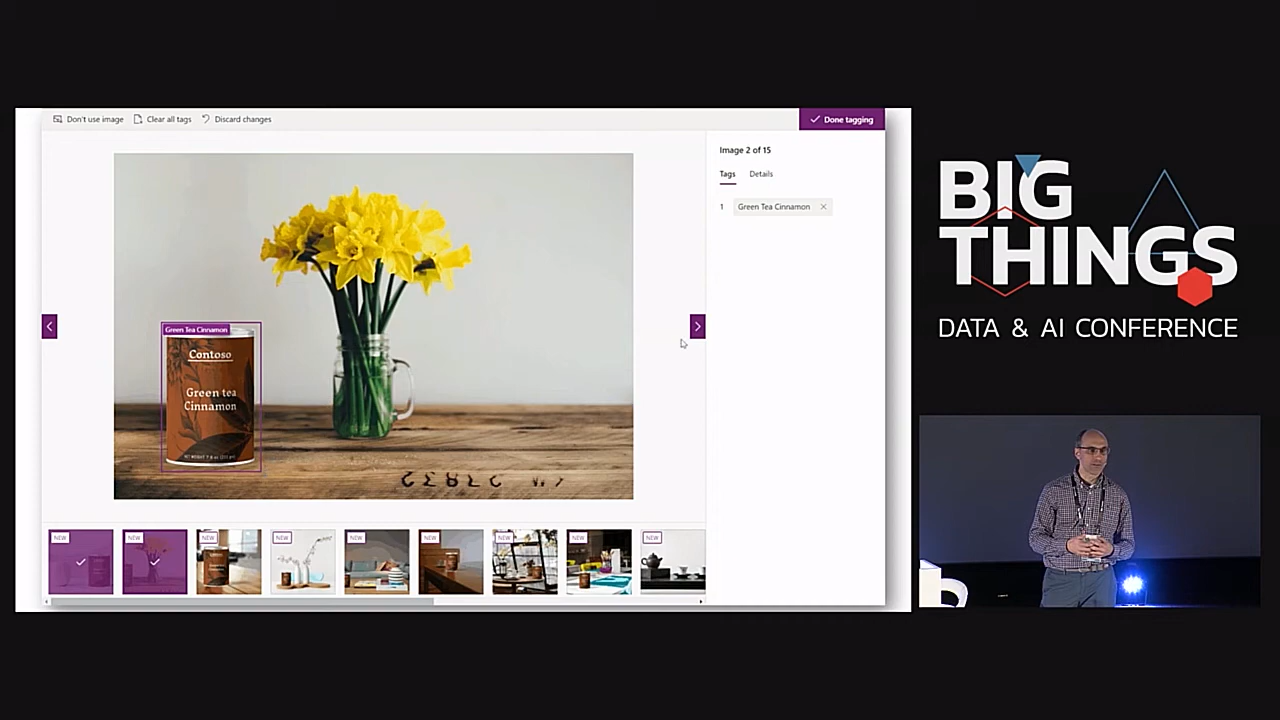 Don't use image
Clear all tags
Discard changes
Done tagging
Image 2 of 15
Tags
Details
1
Green Tea Cinnamon
Green Tea Cinnamon
Contoso
Green tea
Cinnamon
NEW
NEW
NEW
NEW
NEW
NEW
NEW
NEW
NEW
BIG
THINGS
DATA & AI CONFERENCE